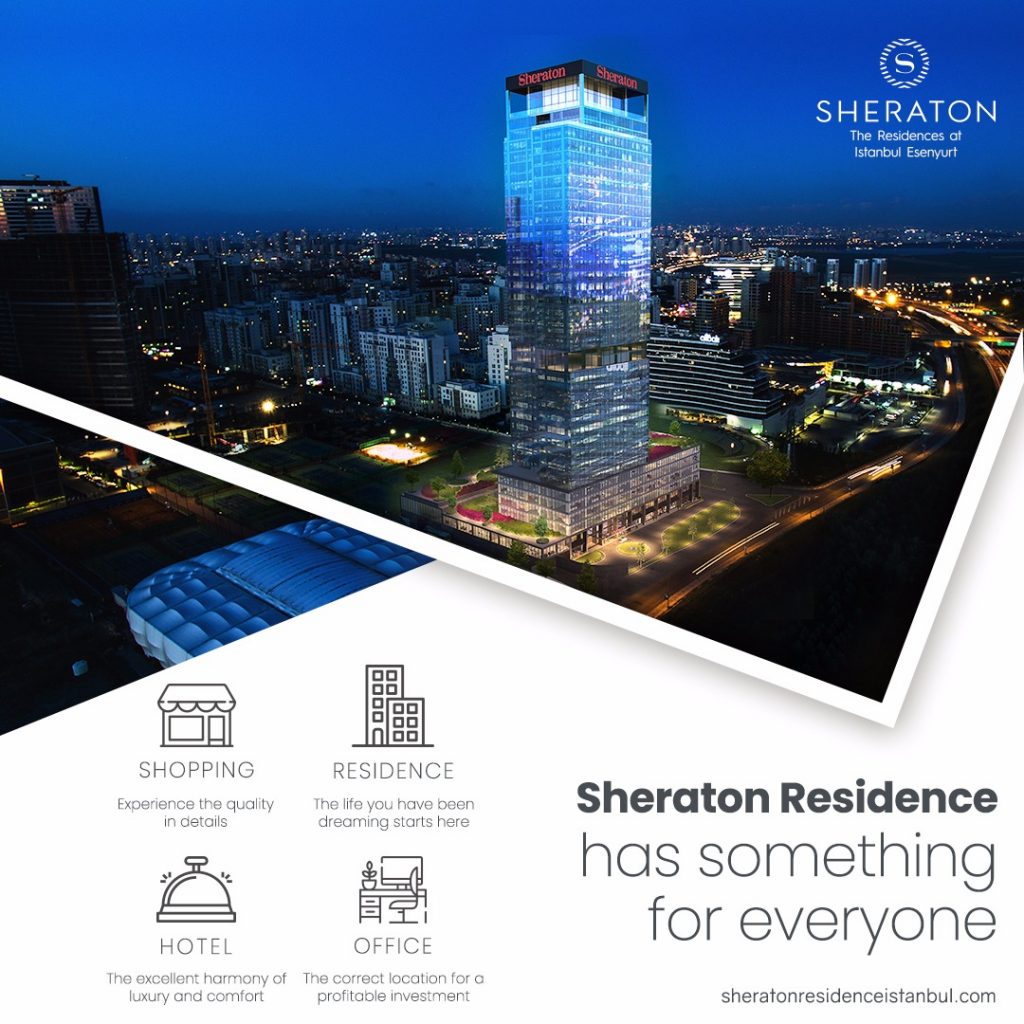 Sheraton Sheraton
S
SHERATON
The Residences at
Istanbul Esenyurt
SHOPPING
Experience the quality
in details
RESIDENCE
The life you have been
dreaming starts here
HOTEL
The excellent harmony of
luxury and comfort
OFFICE
The correct location for a
profitable investment
Sheraton Residence
has something
for everyone
sheratonresidenceistanbul.com